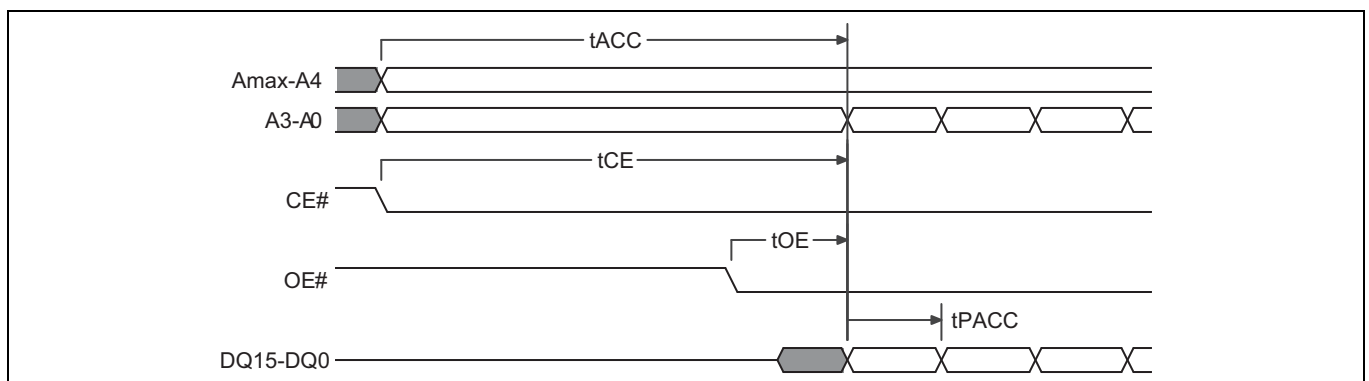 tACC
Amax-A4
A3-A0
tCE
CE#
tOE
OE#
tPACC
DQ15-DQ0